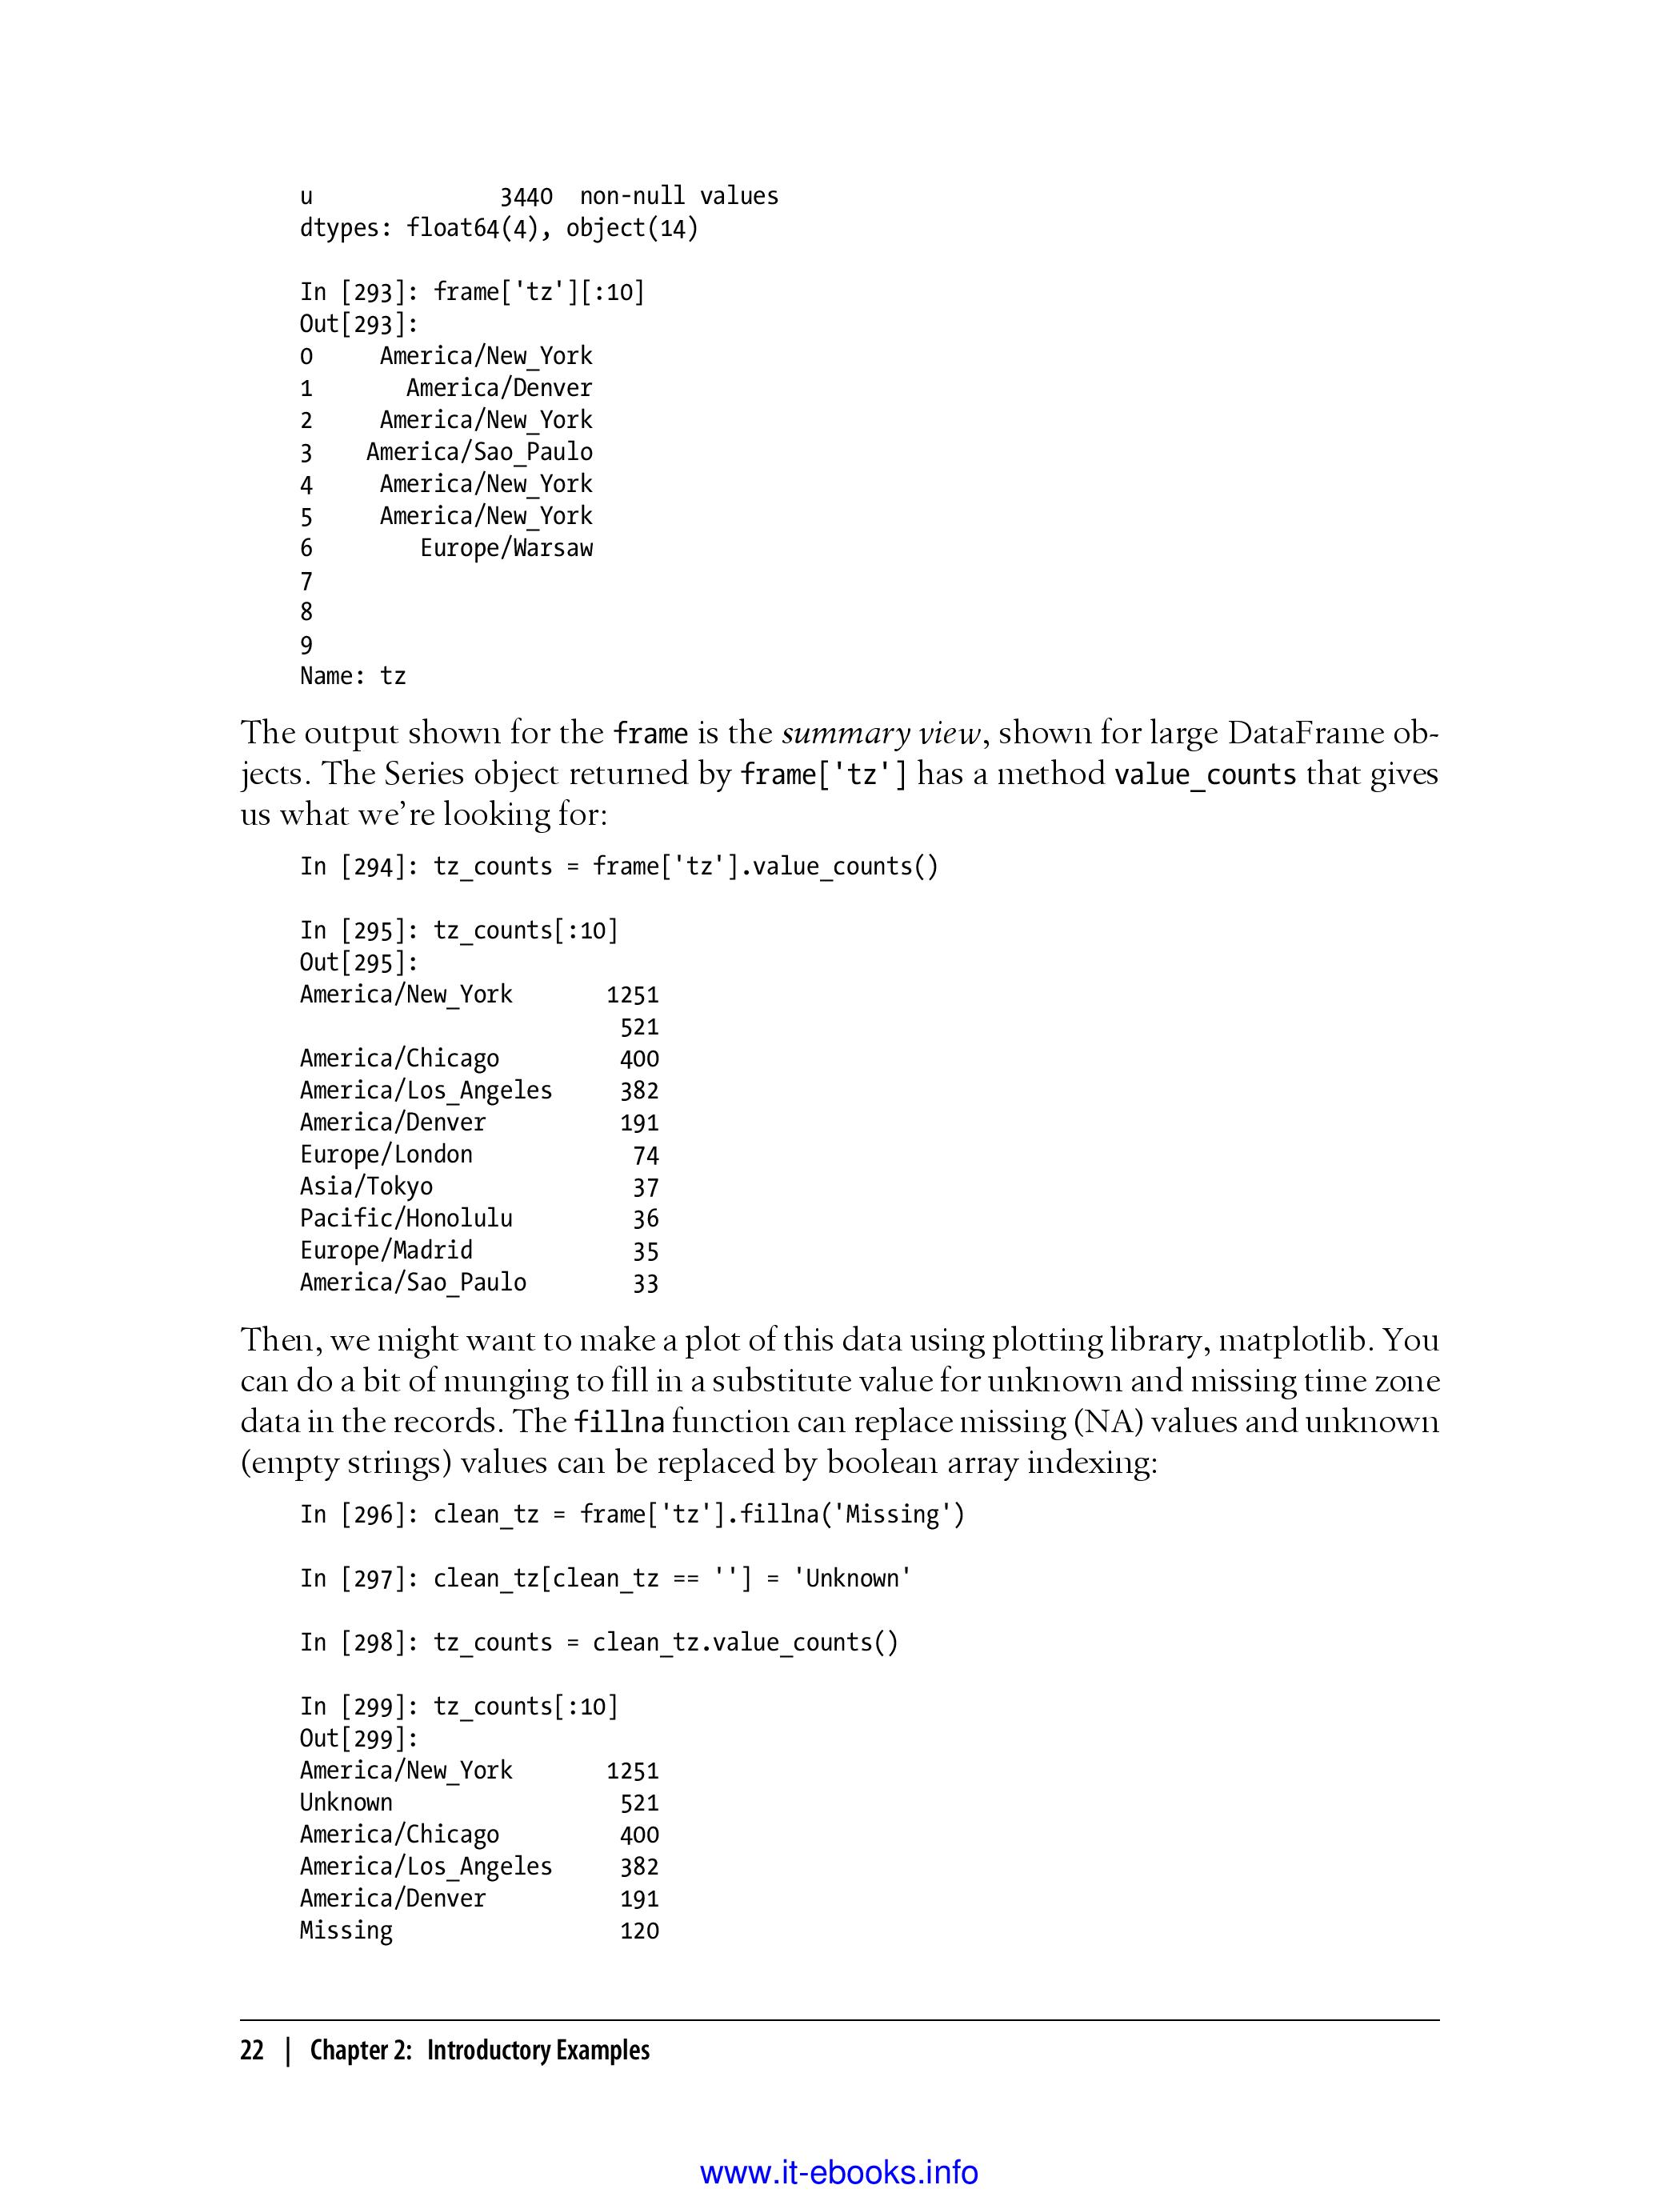 u              3440  non-null values
dtypes: float64(4), object(14)
In [293]: frame['tz'][:10]
Out[293]:
0     America/New_York
1       America/Denver
2     America/New_York
3    America/Sao_Paulo
4     America/New_York
5     America/New_York
6        Europe/Warsaw
7
8
9
Name: tz
The output shown for the frame is the summary view, shown for large DataFrame ob-
jects. The Series object returned by frame['tz'] has a method value_counts that gives
us what we're looking for:
In [294]: tz_counts = frame['tz'].value_counts()
In [295]: tz_counts[:10]
Out[295]:
America/New_York       1251
                        521
America/Chicago         400
America/Los_Angeles     382
America/Denver          191
Europe/London            74
Asia/Tokyo               37
Pacific/Honolulu         36
Europe/Madrid            35
America/Sao_Paulo        33
Then, we might want to make a plot of this data using plotting library, matplotlib. You
can do a bit of munging to fill in a substitute value for unknown and missing time zone
data in the records. The fillna function can replace missing (NA) values and unknown
(empty strings) values can be replaced by boolean array indexing:
In [296]: clean_tz = frame['tz'].fillna('Missing')
In [297]: clean_tz[clean_tz == ''] = 'Unknown'
In [298]: tz_counts = clean_tz.value_counts()
In [299]: tz_counts[:10]
Out[299]:
America/New_York       1251
Unknown                 521
America/Chicago         400
America/Los_Angeles     382
America/Denver          191
Missing                 120
22 | Chapter 2: Introductory Examples
www.it-ebooks.info